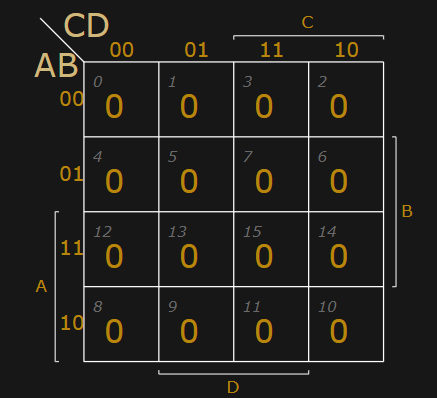 CD
C
00 01 11 10
AB
0 1 3 2
00 0 0 0 0
4 5 7 6
01 0 0 0 0
B
12 13 15 14
11 0 0 0 0
A
8 9 11 10
10 0 0 0 0
D